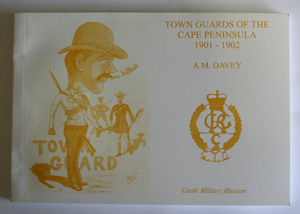 TOWN GUARDS OF THE
CAPE PENINSULA
1901 - 1902
A.M. DAVEY
TOWN
GUARD
Castle Military Museum